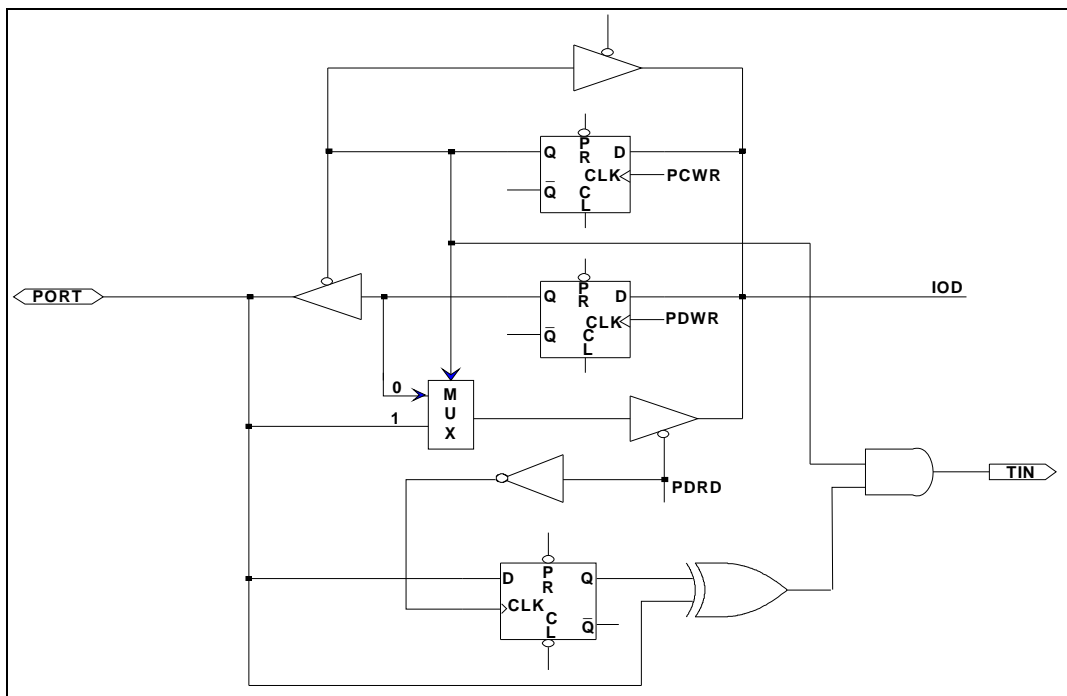 P
R
Q D
CLK PCWR
Q̅ C
L
PORT
P
R
Q D
IOD
CLK PDWR
Q̅ C
L
0
1
M
U
X
PDRD
TIN
D P Q
R
CLK
C
L Q̅